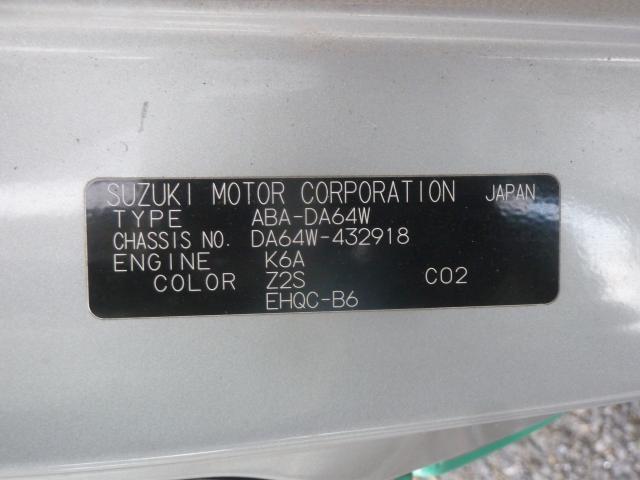 SUZUKI MOTOR CORPORATION JAPAN
TYPE ABA-DA64W
CHASSIS NO. DA64W-432918
ENGINE K6A
COLOR Z2S C02
EHQC-B6